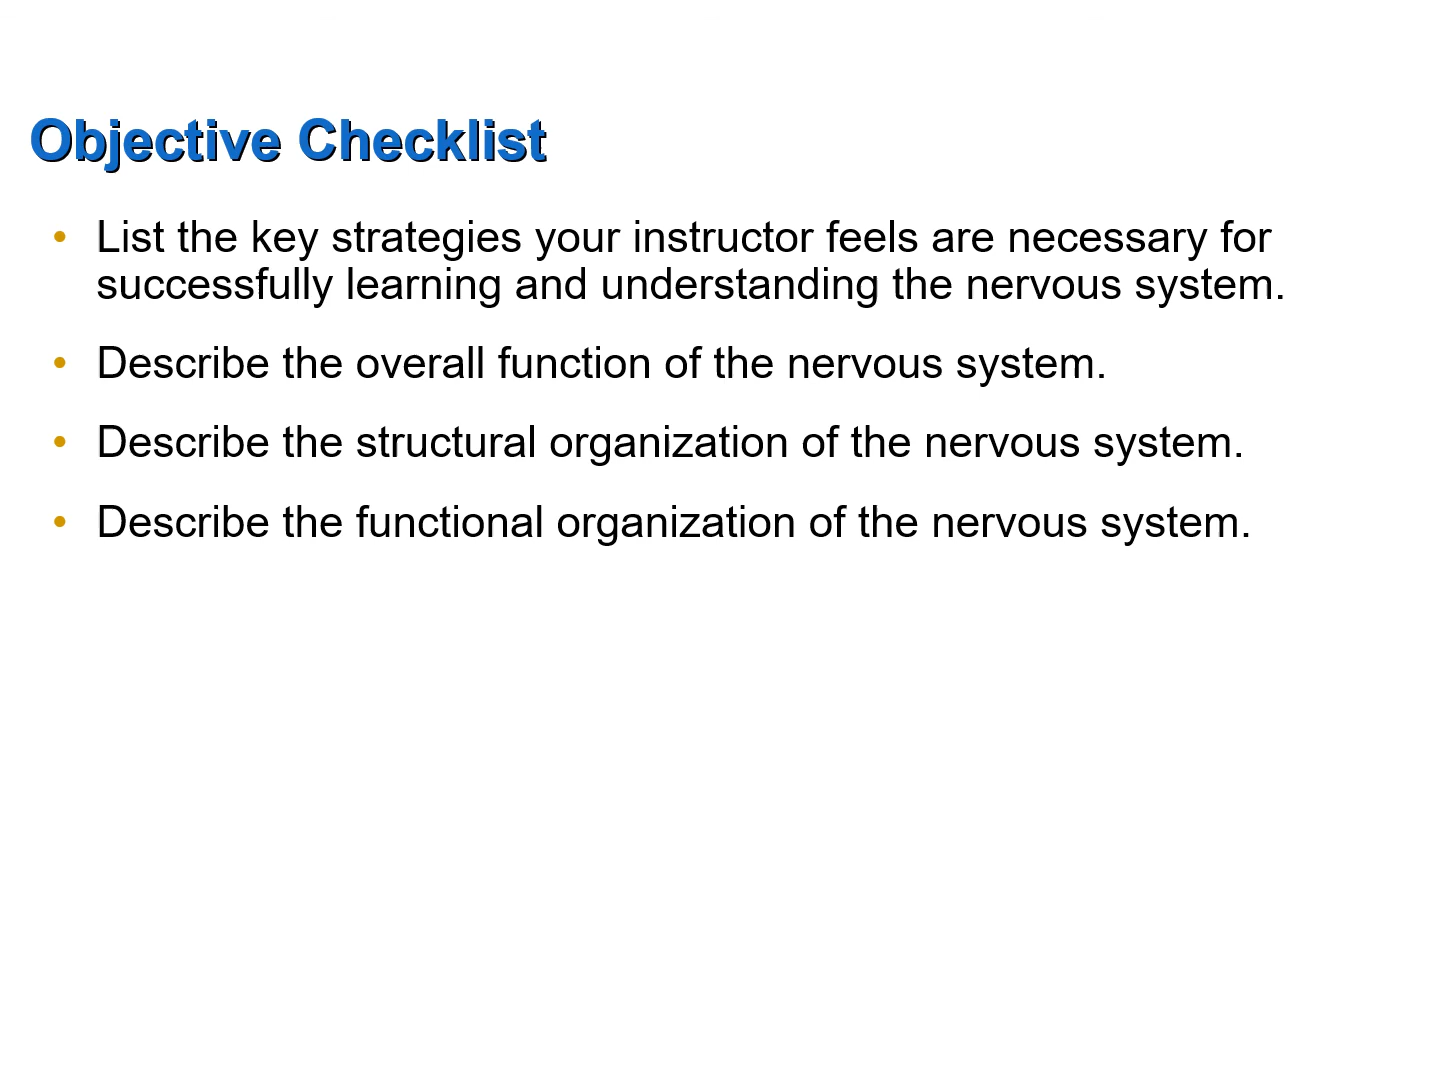 Objective Checklist
• List the key strategies your instructor feels are necessary for
successfully learning and understanding the nervous system.
• Describe the overall function of the nervous system.
• Describe the structural organization of the nervous system.
• Describe the functional organization of the nervous system.